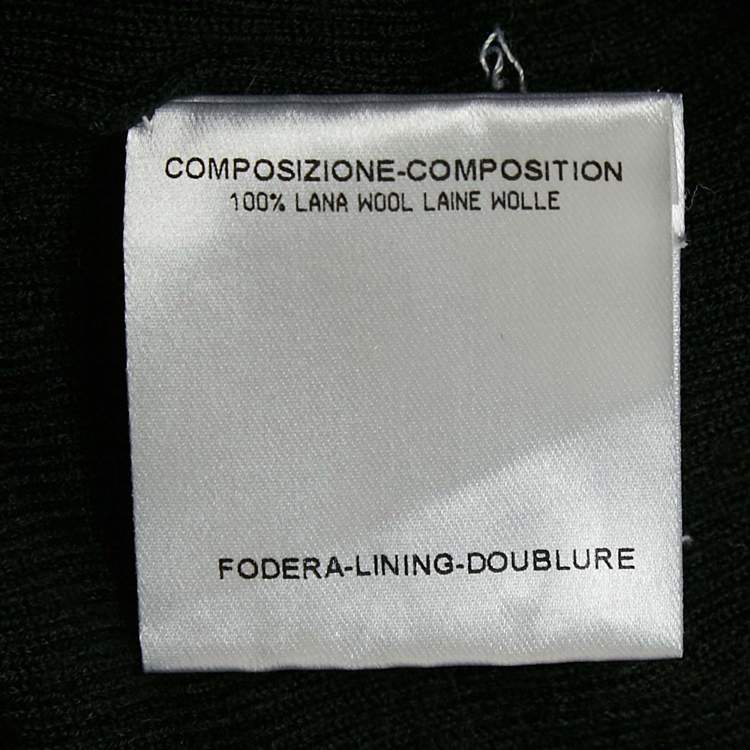 COMPOSIZIONE-COMPOSITION
100% LANA WOOL LAINE WOLLE
FODERA-LINING-DOUBLURE